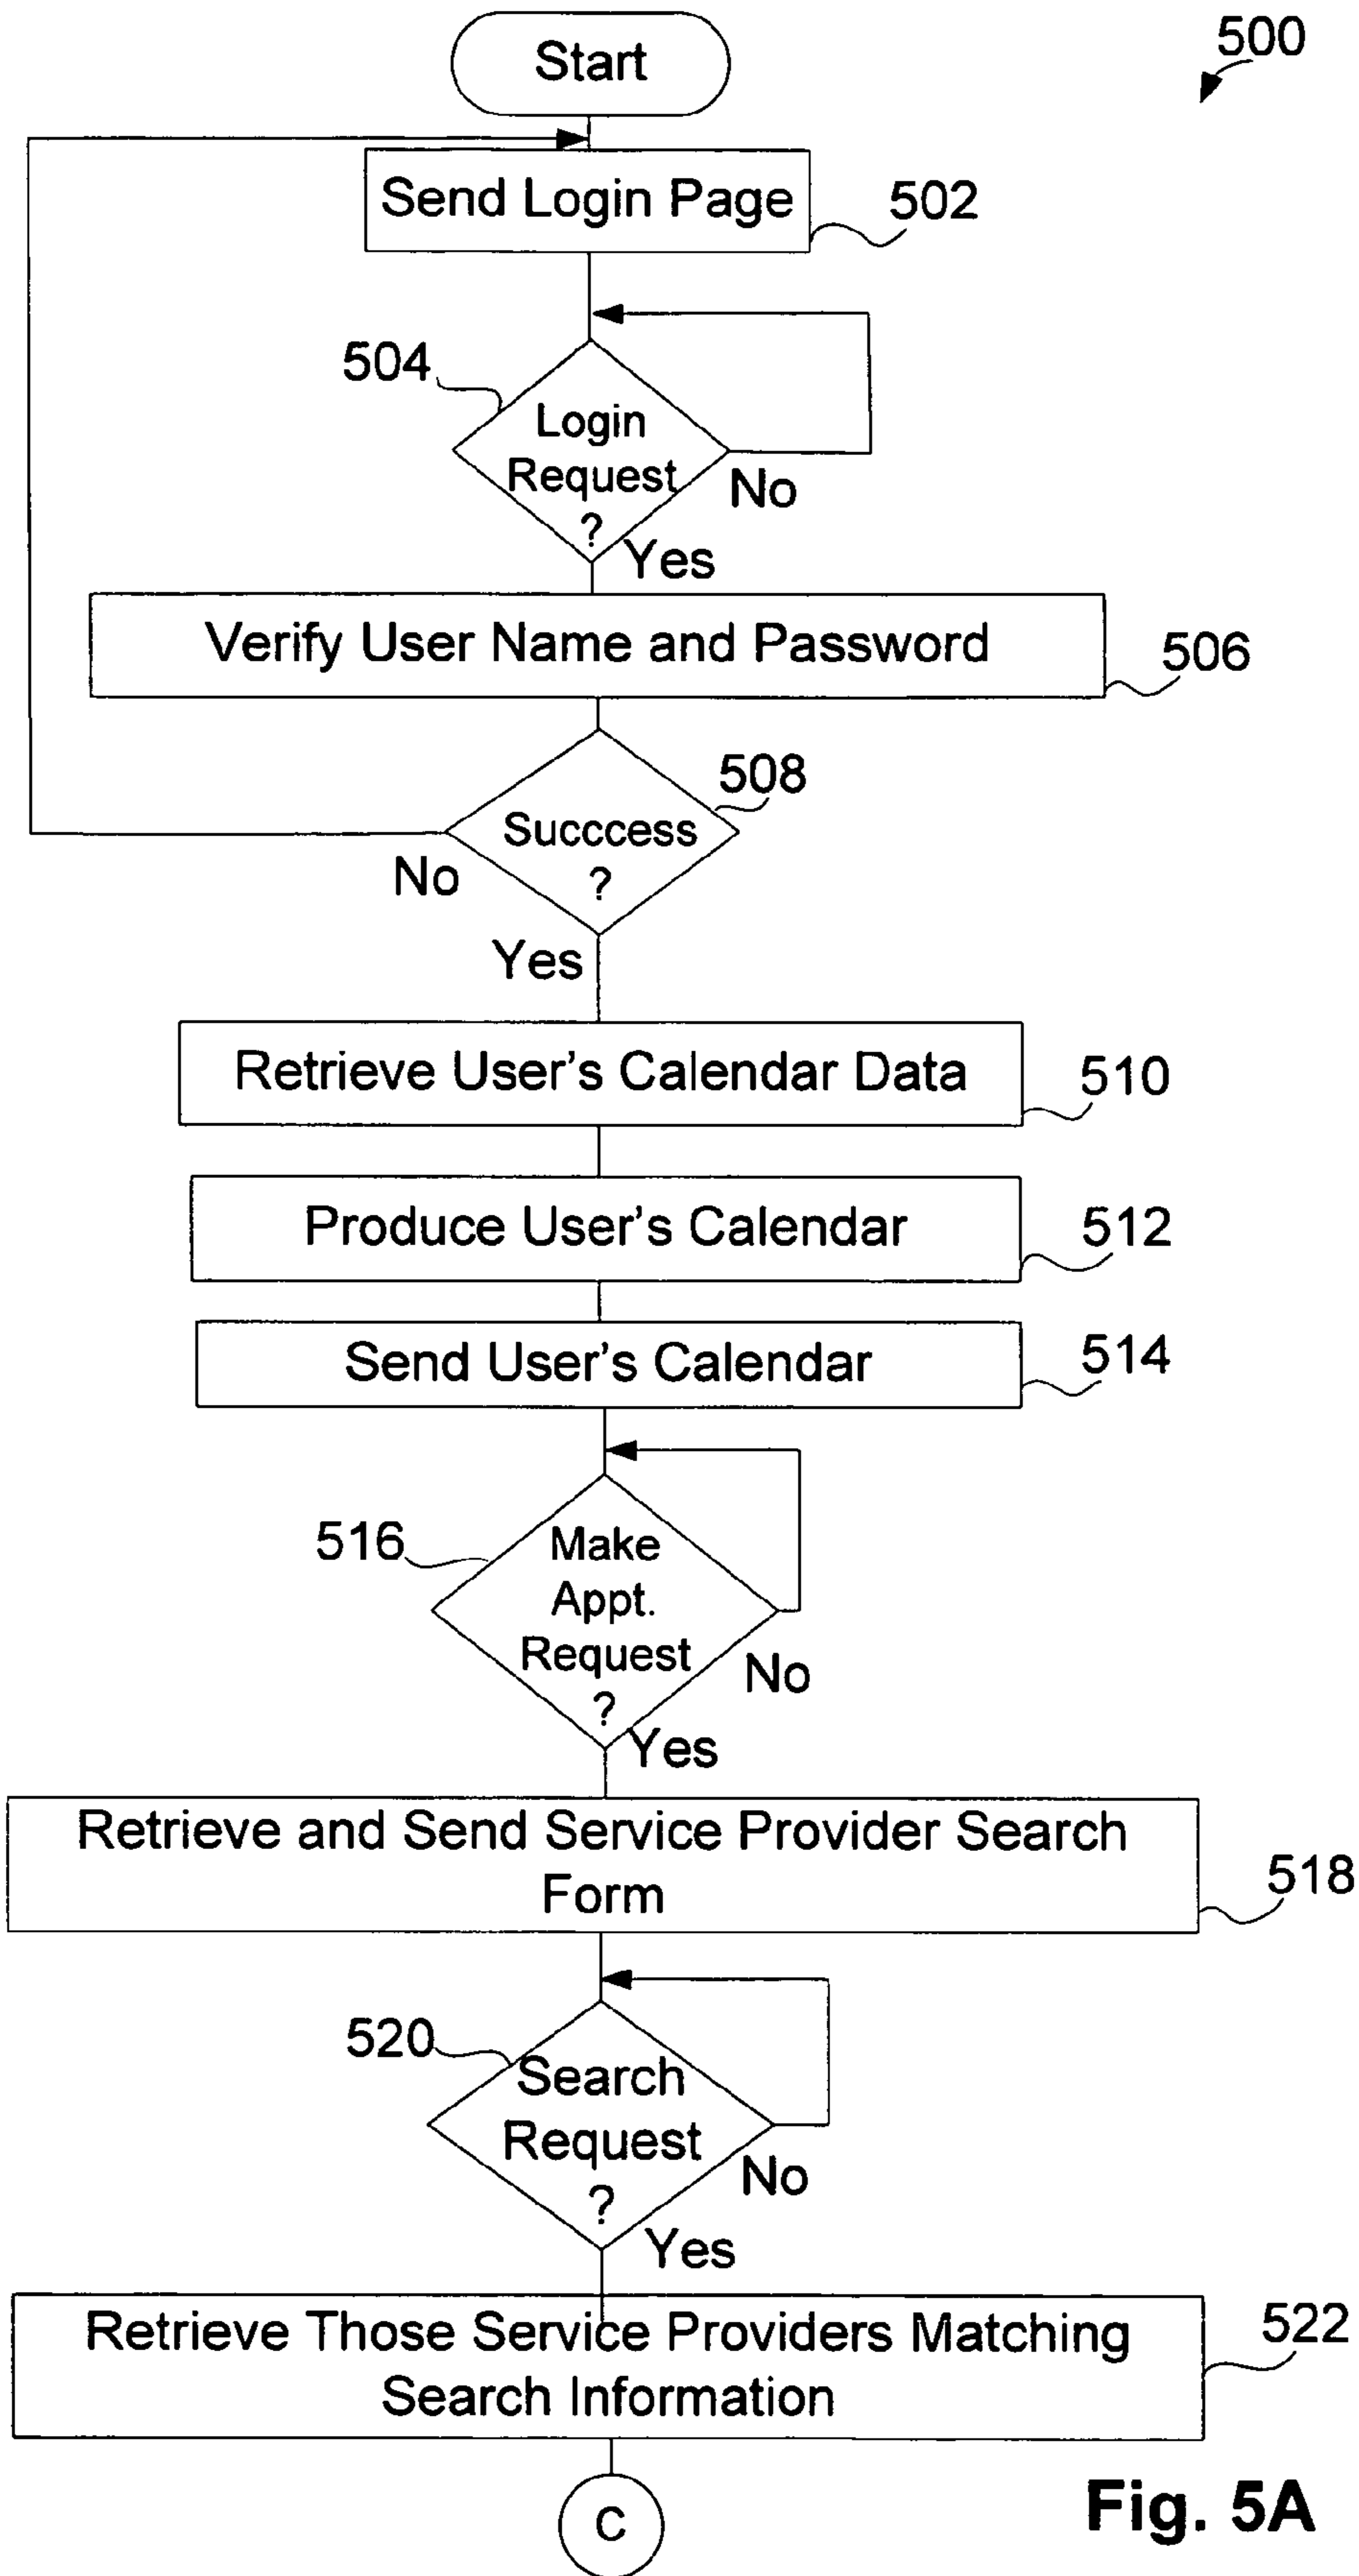 Start
500
Send Login Page
502
504
Login
Request
?
No
Yes
Verify User Name and Password
506
508
Succcess
?
No
Yes
Retrieve User's Calendar Data
510
Produce User's Calendar
512
Send User's Calendar
514
516
Make
Appt.
Request
?
No
Yes
Retrieve and Send Service Provider Search
Form
518
520
Search
Request
?
No
Yes
Retrieve Those Service Providers Matching
Search Information
522
C
Fig. 5A